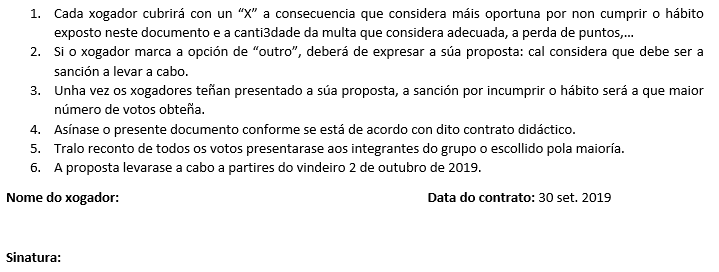 1. Cada xogador cubrirá con un “X” a consecuencia que considera máis oportuna por non cumprir o hábito
exposto neste documento e a canti3dade da multa que considera adecuada, a perda de puntos,…
2. Si o xogador marca a opción de “outro”, deberá de expresar a súa proposta: cal considera que debe ser a
sanción a levar a cabo.
3. Unha vez os xogadores teñan presentado a súa proposta, a sanción por incumprir o hábito será a que maior
número de votos obteña.
4. Asínase o presente documento conforme se está de acordo con dito contrato didáctico.
5. Tralo reconto de todos os votos presentarase aos integrantes do grupo o escollido pola maioría.
6. A proposta levarase a cabo a partires do vindeiro 2 de outubro de 2019.
Nome do xogador: Data do contrato: 30 set. 2019
Sinatura: